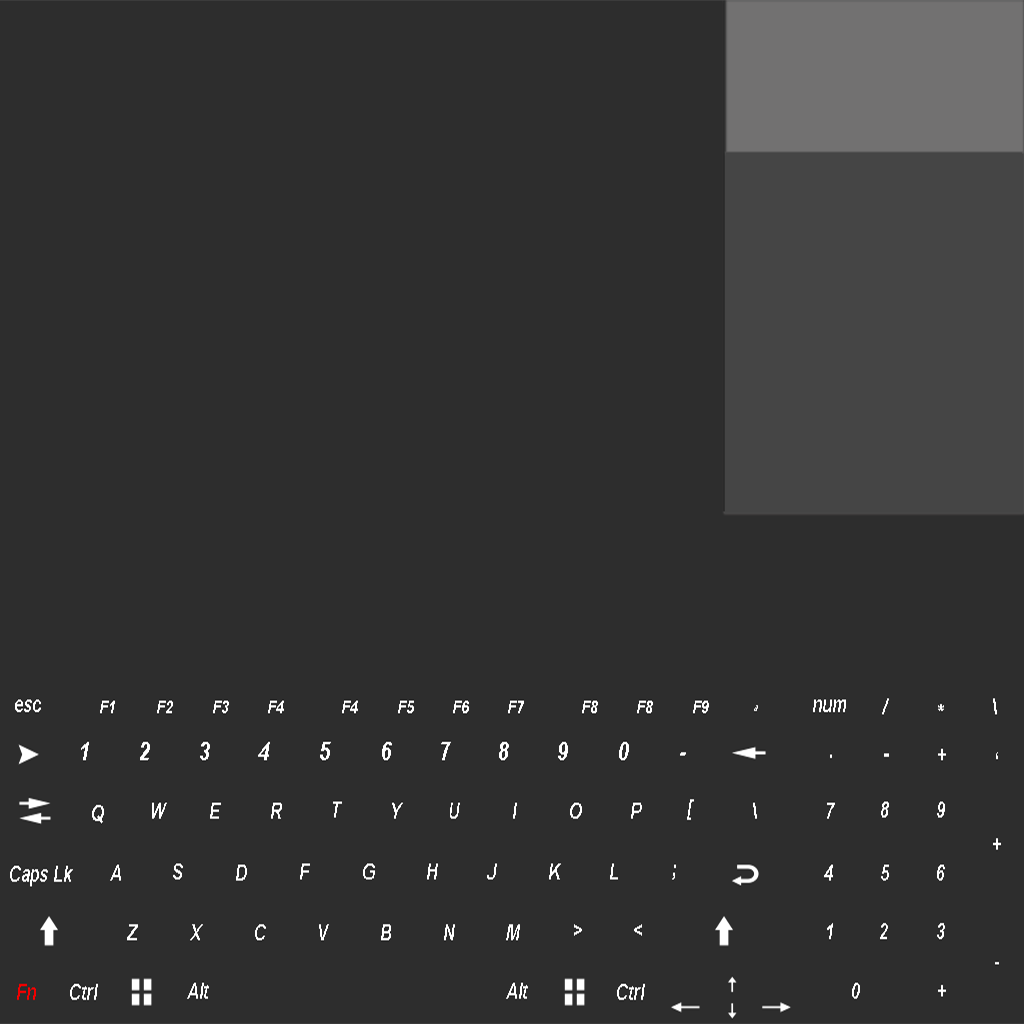 esc F1 F2 F3 F4 F4 F5 F6 F7 F8 F8 F9 num / * \
1 2 3 4 5 6 7 8 9 0 - . - +
Q W E R T Y U I O P [ \ 7 8 9
+
Caps Lk A S D F G H J K L ; 4 5 6
Z X C V B N M > < 1 2 3
-
Fn Ctrl Alt Alt Ctrl 0 +